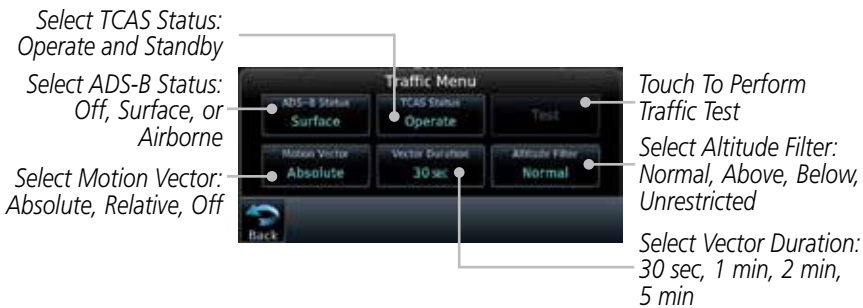 Select TCAS Status:
Operate and Standby
Select ADS-B Status:
Off, Surface, or
Airborne
Select Motion Vector:
Absolute, Relative, Off
Traffic Menu
ADS-B Status
Surface
TCAS Status
Operate
Test
Motion Vector
Absolute
Vector Duration
30 sec
Altitude Filter
Normal
Back
Touch To Perform
Traffic Test
Select Altitude Filter:
Normal, Above, Below,
Unrestricted
Select Vector Duration:
30 sec, 1 min, 2 min,
5 min